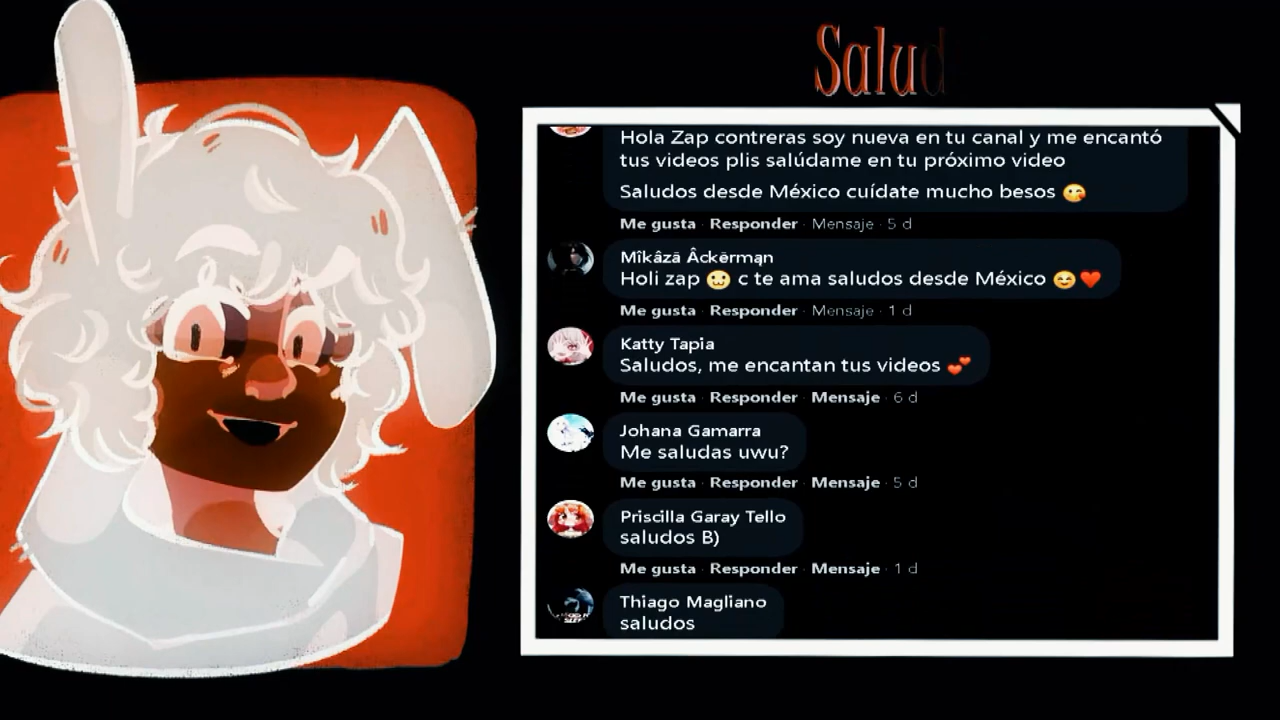 Salud
Hola Zap contreras soy nueva en tu canal y me encantó
tus videos plis salúdame en tu próximo video
Saludos desde México cuídate mucho besos 😘
Me gusta · Responder · Mensaje · 5 d
Mîkâzâ Âckērmąn
Holi zap 🤐 c te ama saludos desde México 😊❤️
Me gusta · Responder · Mensaje · 1 d
Katty Tapia
Saludos, me encantan tus videos 💕
Me gusta · Responder · Mensaje · 6 d
Johana Gamarra
Me saludas uwu?
Me gusta · Responder · Mensaje · 5 d
Priscilla Garay Tello
saludos B)
Me gusta · Responder · Mensaje · 1 d
Thiago Magliano
saludos